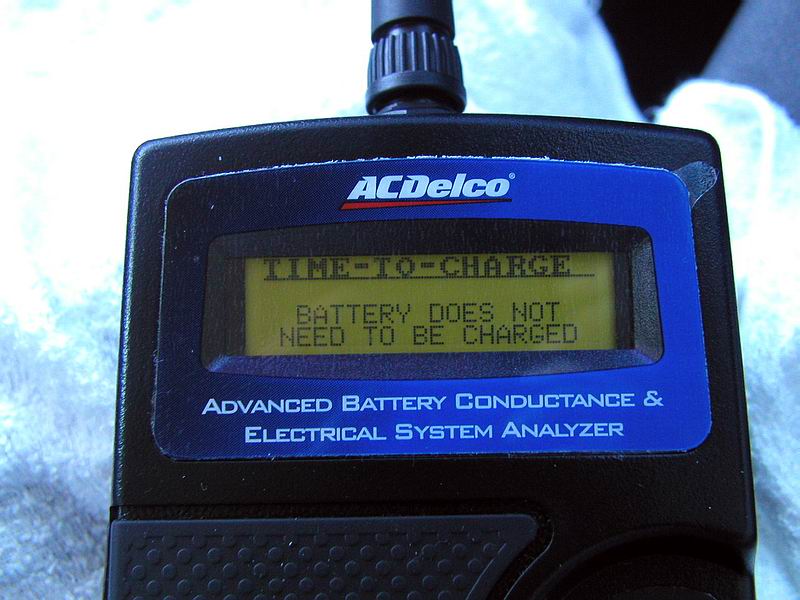 ACDelco®
TIME-TO-CHARGE
BATTERY DOES NOT
NEED TO BE CHARGED
ADVANCED BATTERY CONDUCTANCE &
ELECTRICAL SYSTEM ANALYZER